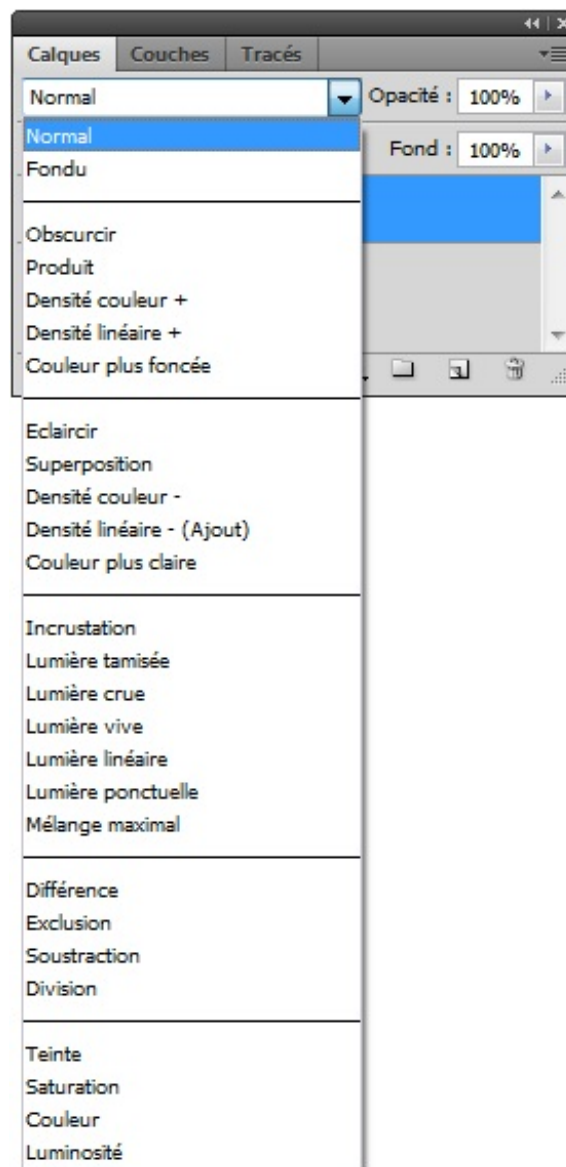 Calques Couches Tracés
Normal Opacité : 100%
Normal Fond : 100%
Fondu
Obscurcir
Produit
Densité couleur +
Densité linéaire +
Couleur plus foncée
Eclaircir
Superposition
Densité couleur -
Densité linéaire - (Ajout)
Couleur plus claire
Incrustation
Lumière tamisée
Lumière crue
Lumière vive
Lumière linéaire
Lumière ponctuelle
Mélange maximal
Différence
Exclusion
Soustraction
Division
Teinte
Saturation
Couleur
Luminosité